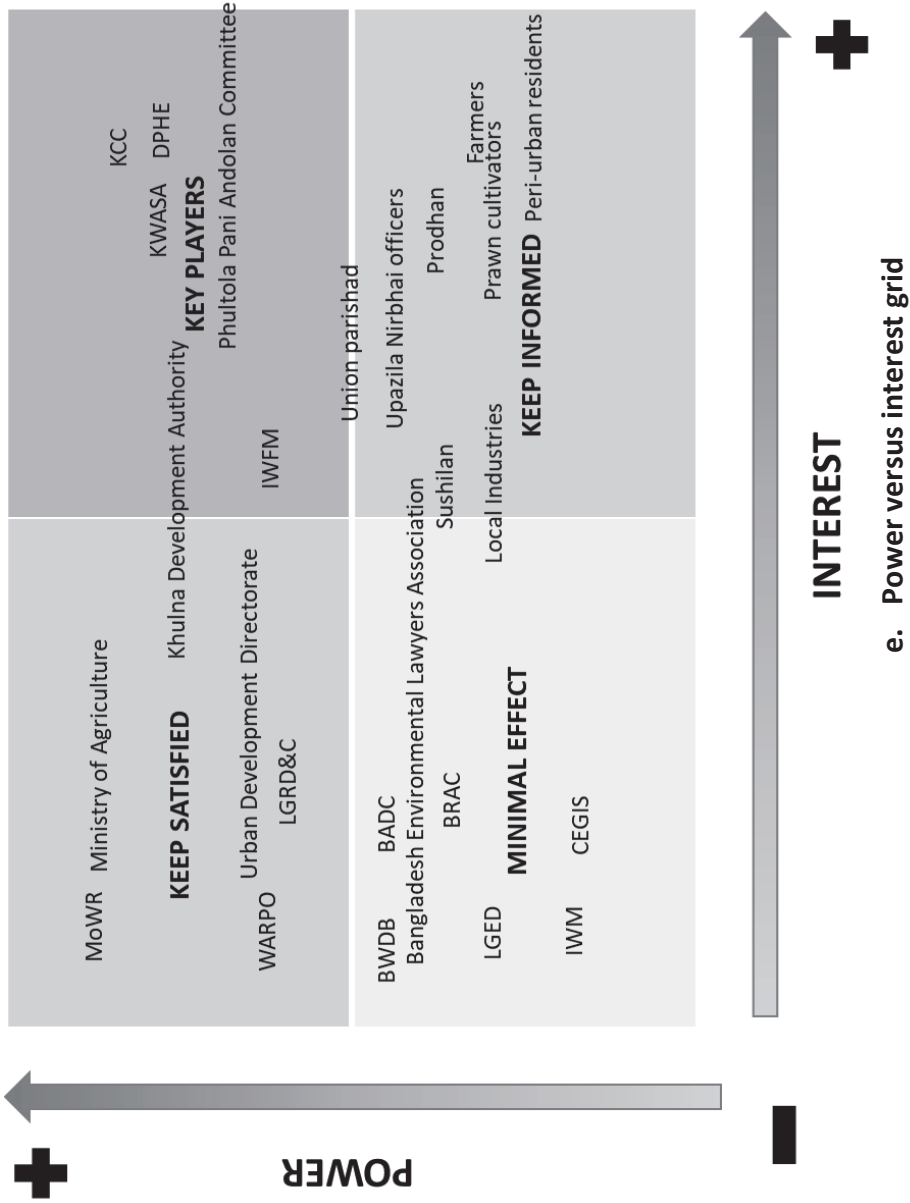 POWER
MoWR
Ministry of Agriculture
KEEP SATISFIED
Khulna Development Authority
Urban Development Directorate
WARPO
LGRD&C
KCC
KWASA
DPHE
KEY PLAYERS
Phultola Pani Andolan Committee
IWFM
Union parishad
BWDB
BADC
Bangladesh Environmental Lawyers Association
BRAC
LGED
MINIMAL EFFECT
IWM
CEGIS
Upazila Nirbhai officers
Prodhan
Sushilan
Farmers
Local Industries
Prawn cultivators
KEEP INFORMED
Peri-urban residents
INTEREST
e. Power versus interest grid